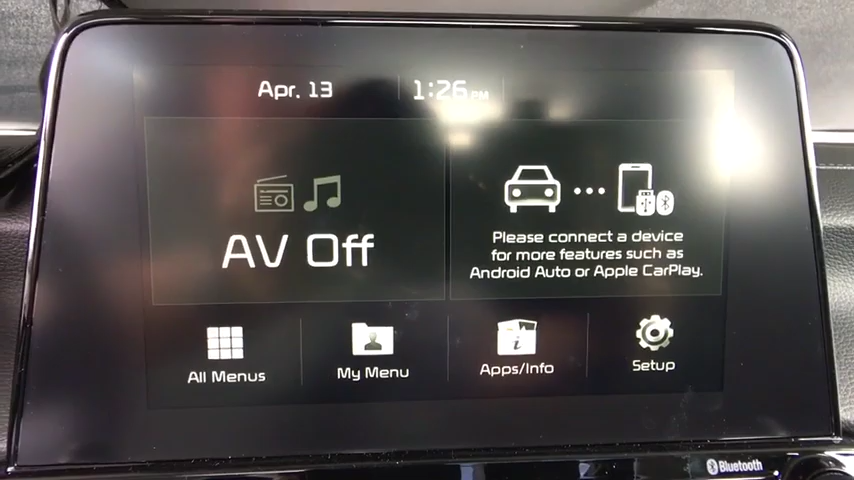 Apr. 13
1:26 PM
AV Off
Please connect a device
for more features such as
Android Auto or Apple CarPlay.
All Menus
My Menu
Apps/Info
Setup
Bluetooth